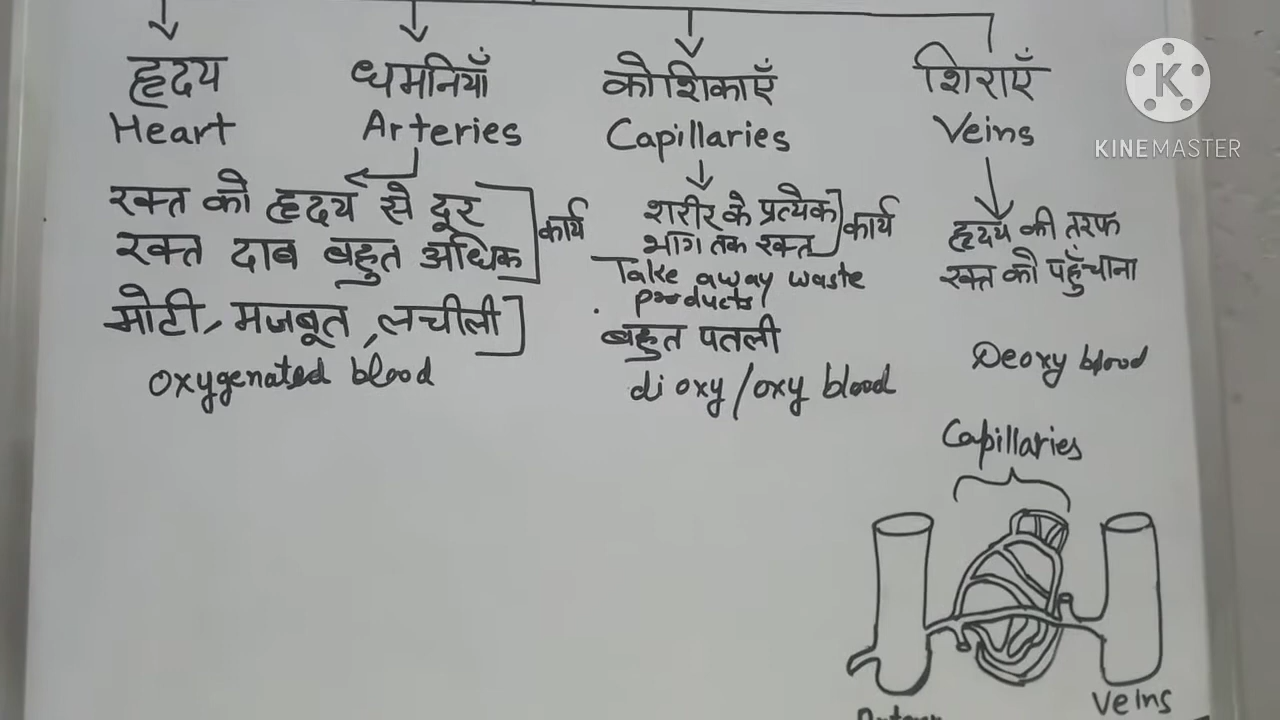 हृदय
Heart
धमनियाँ
Arteries
रक्त को हृदय से दूर
रक्त दाब बहुत अधिक
कार्य
मोटी, मजबूत, लचीली
oxygenated blood
कोशिकाएँ
Capillaries
शरीर के प्रत्येक
भाग तक रक्त
कार्य
Take away waste
products
बहुत पतली
di oxy/oxy blood
शिराएँ
Veins
हृदय की तरफ
रक्त को पहुँचाना
Deoxy blood
Capillaries
Veins
KINEMASTER